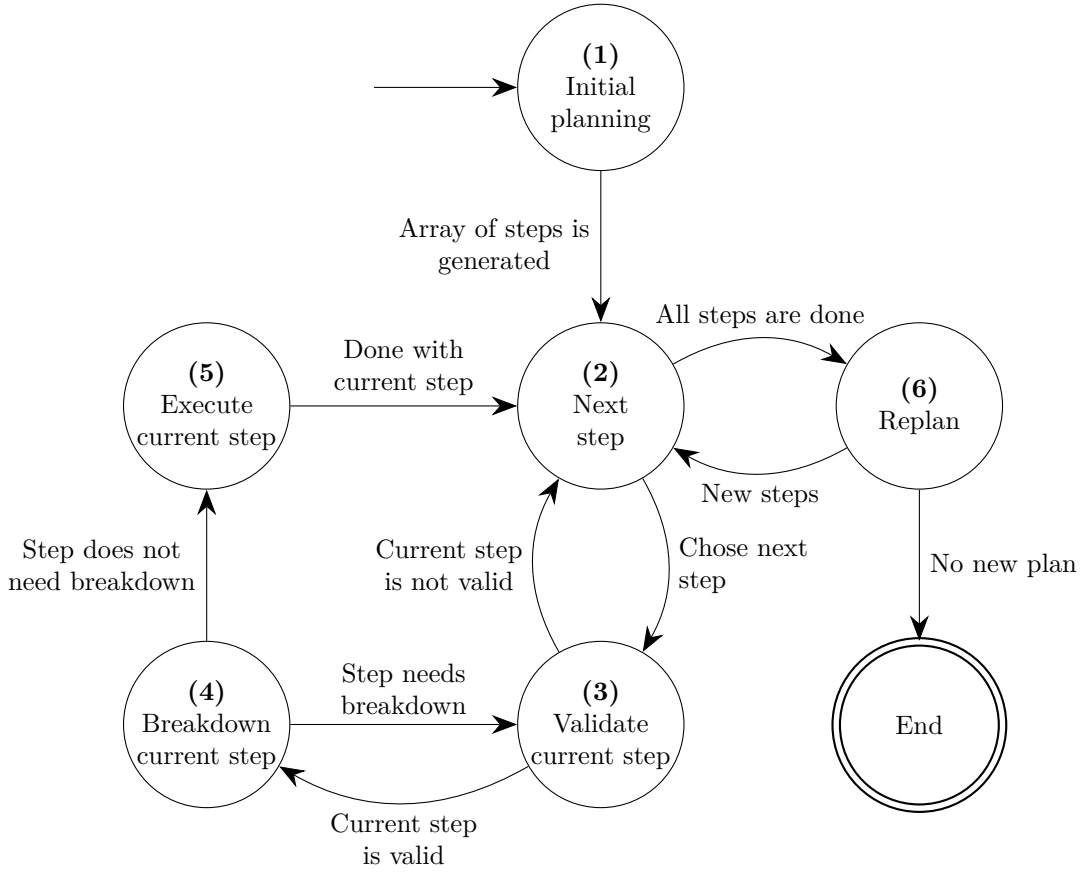 (1)
Initial
planning
Array of steps is
generated
All steps are done
Done with
current step
(5)
Execute
current step
(2)
Next
step
(6)
Replan
New steps
Step does not
need breakdown
Current step
is not valid
Chose next
step
No new plan
Step needs
breakdown
(4)
Breakdown
current step
(3)
Validate
current step
End
Current step
is valid